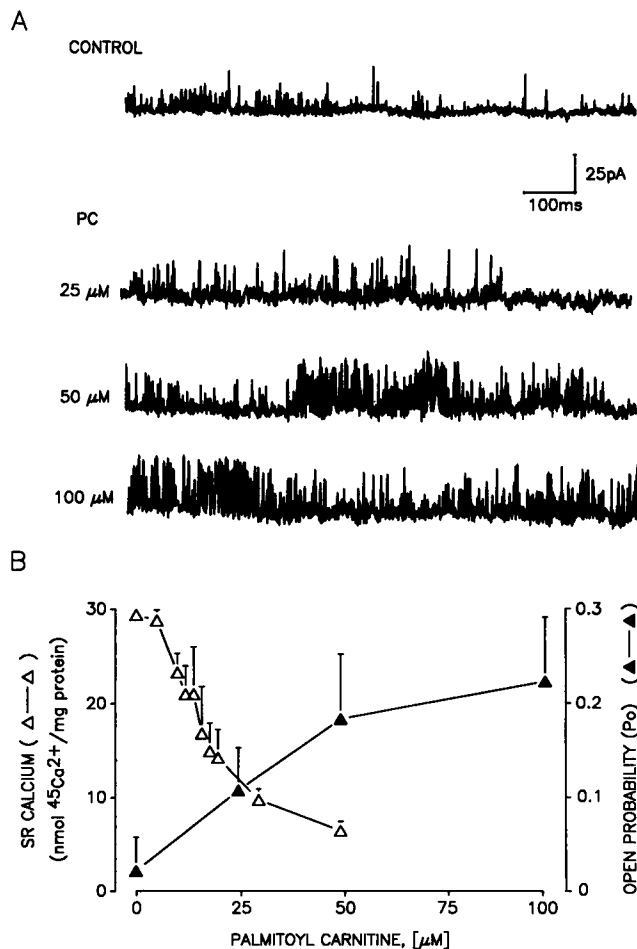 A
CONTROL
25pA
100ms
PC
25 μM
50 μM
100 μM
B
SR CALCIUM ( △—△ )
(nmol ⁴⁵Ca²⁺/mg protein)
30
20
10
0
0.3
0.2
0.1
0
OPEN PROBABILITY (Po) (▲—▲)
0 25 50 75 100
PALMITOYL CARNITINE, [μM]